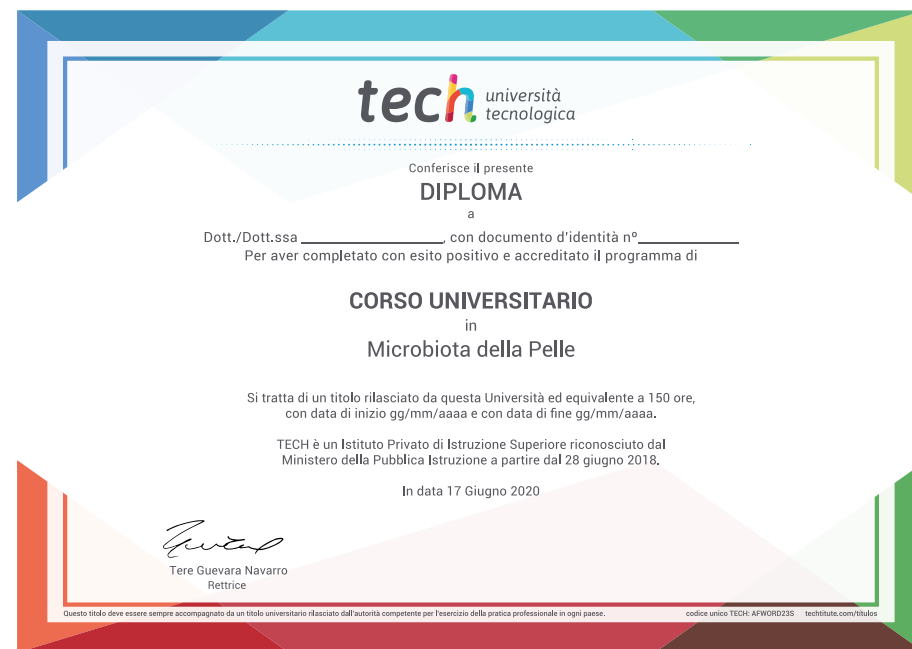 tech università
tecnologica
Conferisce il presente
DIPLOMA
a
Dott./Dott.ssa ____________________, con documento d'identità nº______________
Per aver completato con esito positivo e accreditato il programma di
CORSO UNIVERSITARIO
in
Microbiota della Pelle
Si tratta di un titolo rilasciato da questa Università ed equivalente a 150 ore,
con data di inizio gg/mm/aaaa e con data di fine gg/mm/aaaa.
TECH è un Istituto Privato di Istruzione Superiore riconosciuto dal
Ministero della Pubblica Istruzione a partire dal 28 giugno 2018.
In data 17 Giugno 2020
Tere Guevara Navarro
Rettrice
Questo titolo deve essere sempre accompagnato da un titolo universitario rilasciato dall'autorità competente per l'esercizio della pratica professionale in ogni paese. codice unico TECH: AFWORD23S techtitute.com/titulos